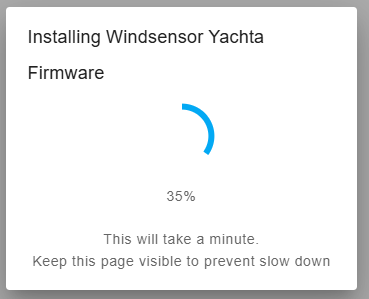 Installing Windsensor Yachta
Firmware
35%
This will take a minute.
Keep this page visible to prevent slow down